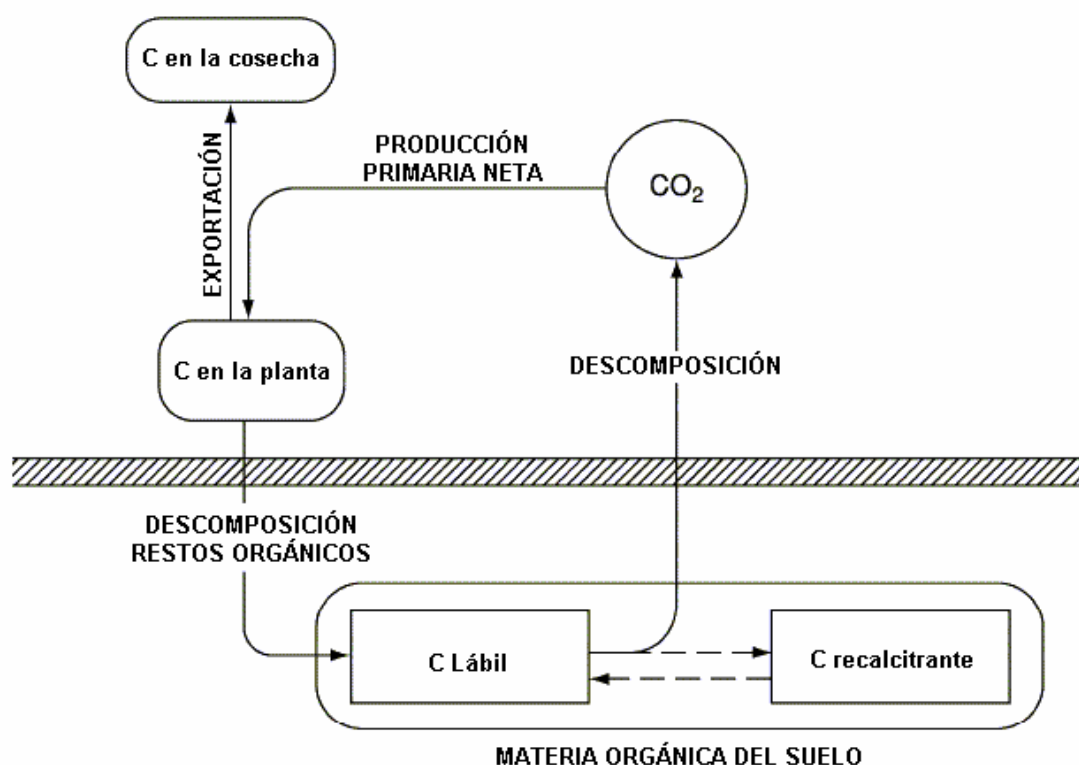 C en la cosecha
EXPORTACIÓN
PRODUCCIÓN
PRIMARIA NETA
CO₂
C en la planta
DESCOMPOSICIÓN
DESCOMPOSICIÓN
RESTOS ORGÁNICOS
C Lábil
C recalcitrante
MATERIA ORGÁNICA DEL SUELO